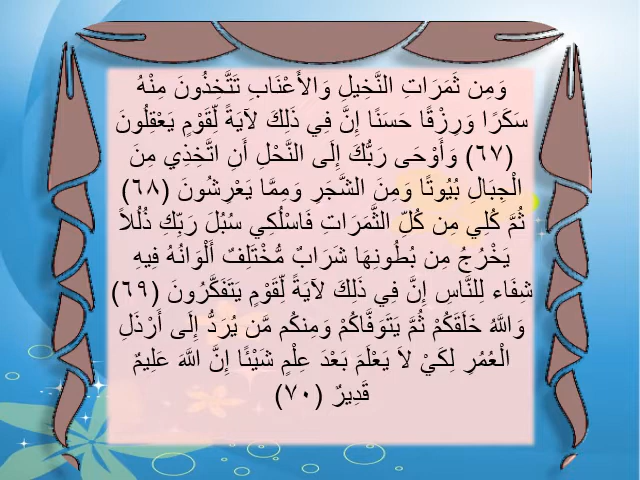 وَمِن ثَمَرَاتِ النَّخِيلِ وَالأَعْنَابِ تَتَّخِذُونَ مِنْهُ
سَكَرًا وَرِزْقًا حَسَنًا إِنَّ فِي ذَلِكَ لآيَةً لِّقَوْمٍ يَعْقِلُونَ
(٦٧) وَأَوْحَى رَبُّكَ إِلَى النَّحْلِ أَنِ اتَّخِذِي مِنَ
الْجِبَالِ بُيُوتًا وَمِنَ الشَّجَرِ وَمِمَّا يَعْرِشُونَ (٦٨)
ثُمَّ كُلِي مِن كُلِّ الثَّمَرَاتِ فَاسْلُكِي سُبُلَ رَبِّكِ ذُلُلاً
يَخْرُجُ مِن بُطُونِهَا شَرَابٌ مُّخْتَلِفٌ أَلْوَانُهُ فِيهِ
شِفَاء لِلنَّاسِ إِنَّ فِي ذَلِكَ لآيَةً لِّقَوْمٍ يَتَفَكَّرُونَ (٦٩)
وَاللَّهُ خَلَقَكُمْ ثُمَّ يَتَوَفَّاكُمْ وَمِنكُم مَّن يُرَدُّ إِلَى أَرْذَلِ
الْعُمُرِ لِكَيْ لاَ يَعْلَمَ بَعْدَ عِلْمٍ شَيْئًا إِنَّ اللَّهَ عَلِيمٌ
قَدِيرٌ (٧٠)